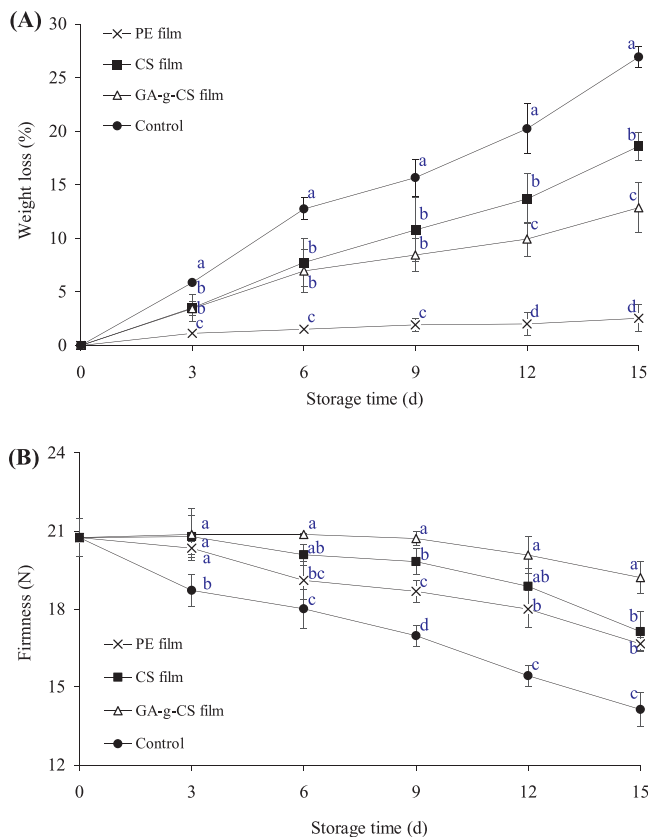 (A)
30
25
20
15
10
5
0
Weight loss (%)
PE film
CS film
GA-g-CS film
Control
a
a
a
a
a
b
b
b
b
b
b
b
b
c
c
c
c
c
d
d
0 3 6 9 12 15
Storage time (d)
(B)
24
21
18
15
12
Firmness (N)
a a a a a
a ab b ab b
a bc c b b
b c d c c
PE film
CS film
GA-g-CS film
Control
0 3 6 9 12 15
Storage time (d)